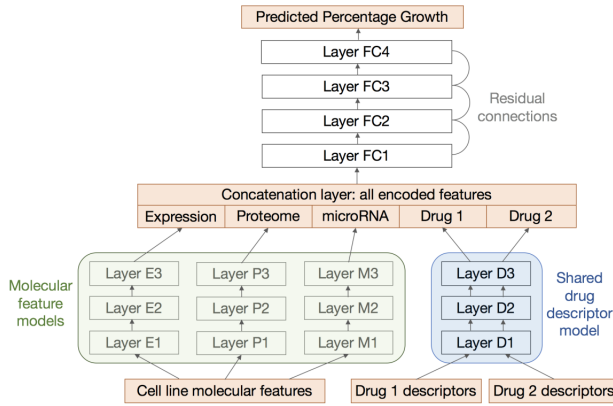 Predicted Percentage Growth
Layer FC4
Layer FC3
Layer FC2
Layer FC1
Residual
connections
Concatenation layer: all encoded features
Expression Proteome microRNA Drug 1 Drug 2
Molecular
feature
models
Layer E3 Layer P3 Layer M3
Layer E2 Layer P2 Layer M2
Layer E1 Layer P1 Layer M1
Layer D3
Layer D2
Layer D1
Shared
drug
descriptor
model
Cell line molecular features
Drug 1 descriptors
Drug 2 descriptors